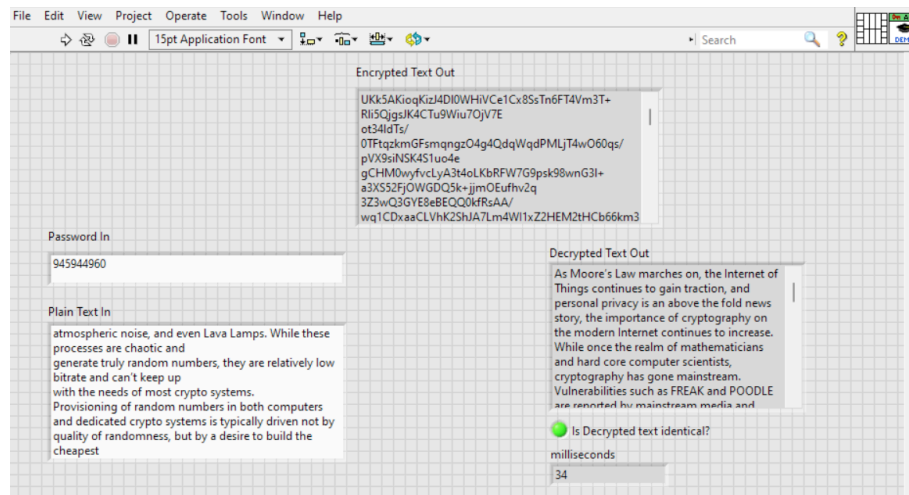 File Edit View Project Operate Tools Window Help
15pt Application Font
Search
Encrypted Text Out
UKk5AKioqKizJ4DI0WHiVCe1Cx8SsTn6FT4Vm3T+
Rli5QjgsJK4CTu9Wiu7OjV7E
ot34IdTs/
0TFtqzkmGFsmqngzO4g4QdqWqdPMLjT4wO60qs/
pVX9siNSK4S1uo4e
gCHM0wyfvcLyA3t4oLKbRFW7G9psk98wnG3I+
a3XS52FjOWGDQ5k+jjmOEufhv2q
3Z3wQ3GYE8eBEQQ0kfRsAA/
wq1CDxaaCLVhK2ShJA7Lm4WI1xZ2HEM2tHCb66km3
Password In
945944960
Plain Text In
atmospheric noise, and even Lava Lamps. While these
processes are chaotic and
generate truly random numbers, they are relatively low
bitrate and can't keep up
with the needs of most crypto systems.
Provisioning of random numbers in both computers
and dedicated crypto systems is typically driven not by
quality of randomness, but by a desire to build the
cheapest
Decrypted Text Out
As Moore's Law marches on, the Internet of
Things continues to gain traction, and
personal privacy is an above the fold news
story, the importance of cryptography on
the modern Internet continues to increase.
While once the realm of mathematicians
and hard core computer scientists,
cryptography has gone mainstream.
Vulnerabilities such as FREAK and POODLE
are reported by mainstream media and
Is Decrypted text identical?
milliseconds
34